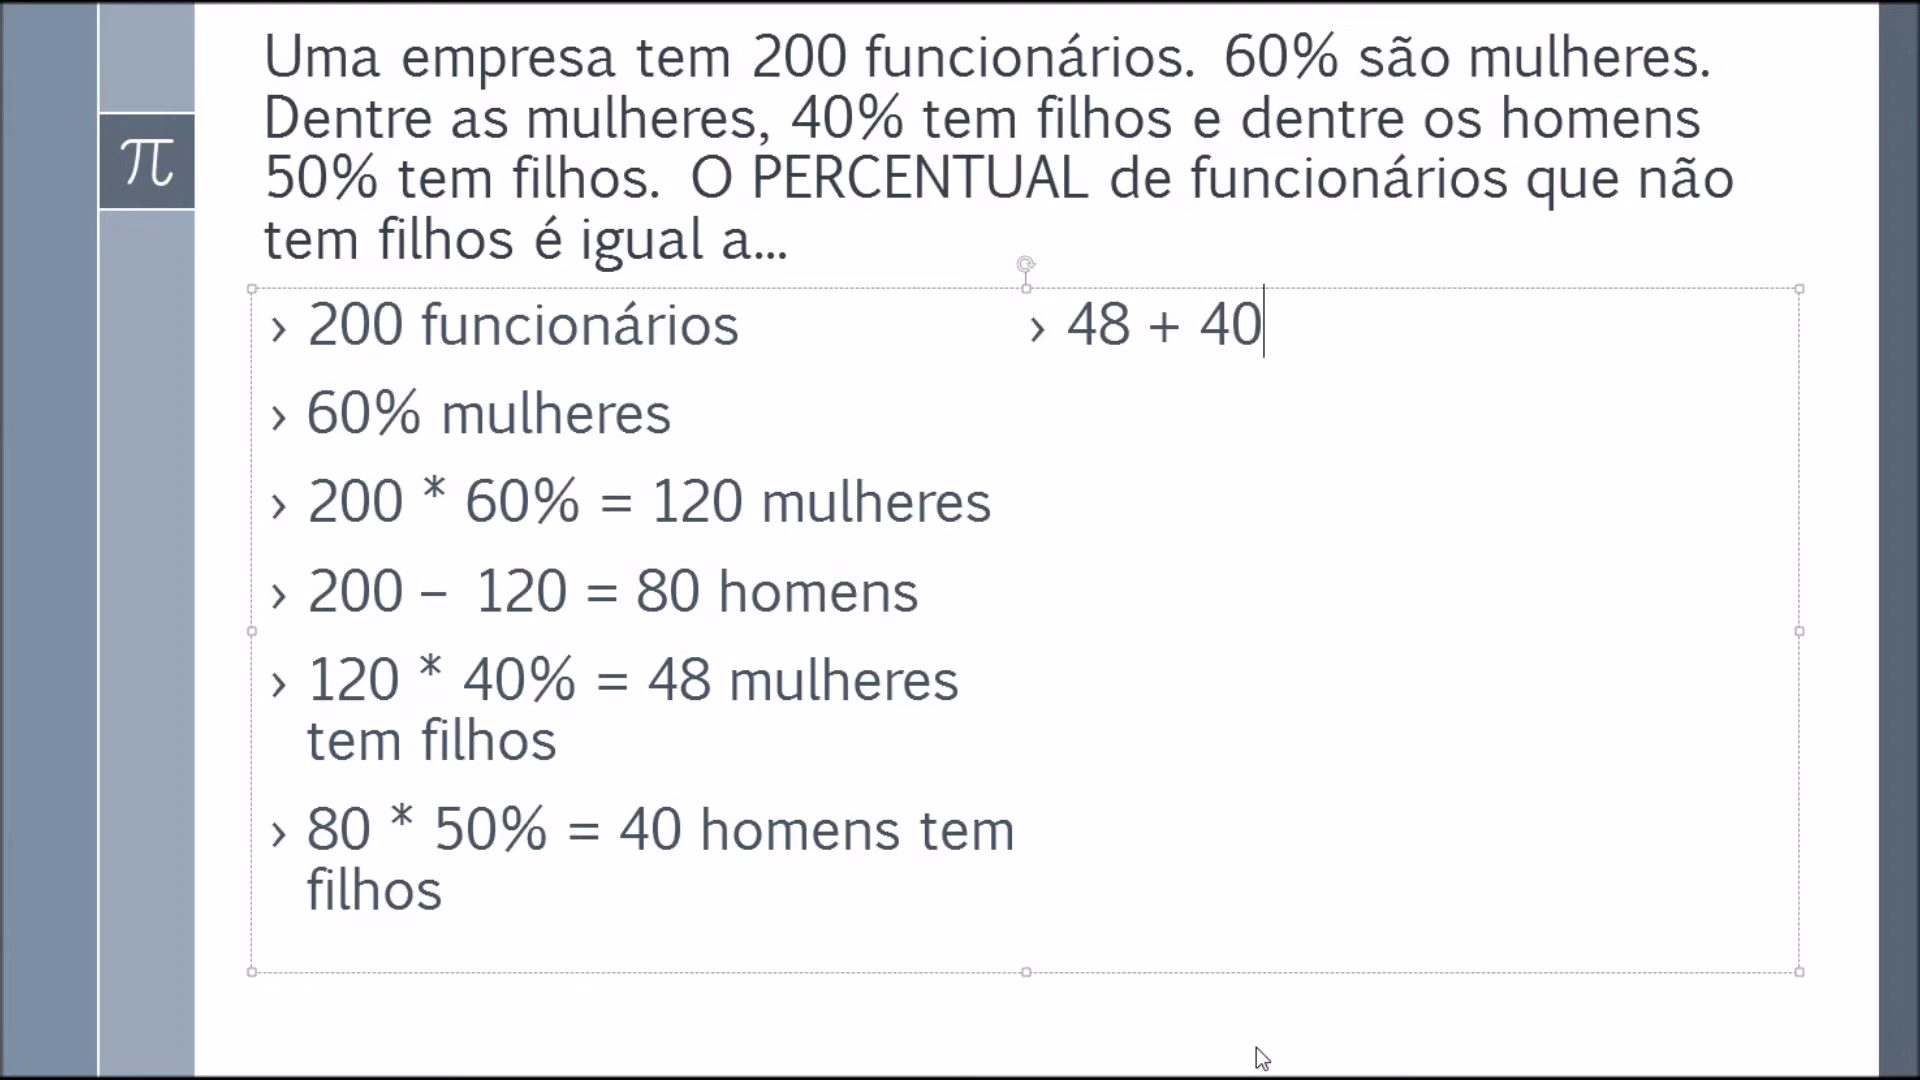 Uma empresa tem 200 funcionários. 60% são mulheres.
Dentre as mulheres, 40% tem filhos e dentre os homens
50% tem filhos. O PERCENTUAL de funcionários que não
tem filhos é igual a...
π
› 200 funcionários
› 60% mulheres
› 200 * 60% = 120 mulheres
› 200 – 120 = 80 homens
› 120 * 40% = 48 mulheres
tem filhos
› 80 * 50% = 40 homens tem
filhos
› 48 + 40